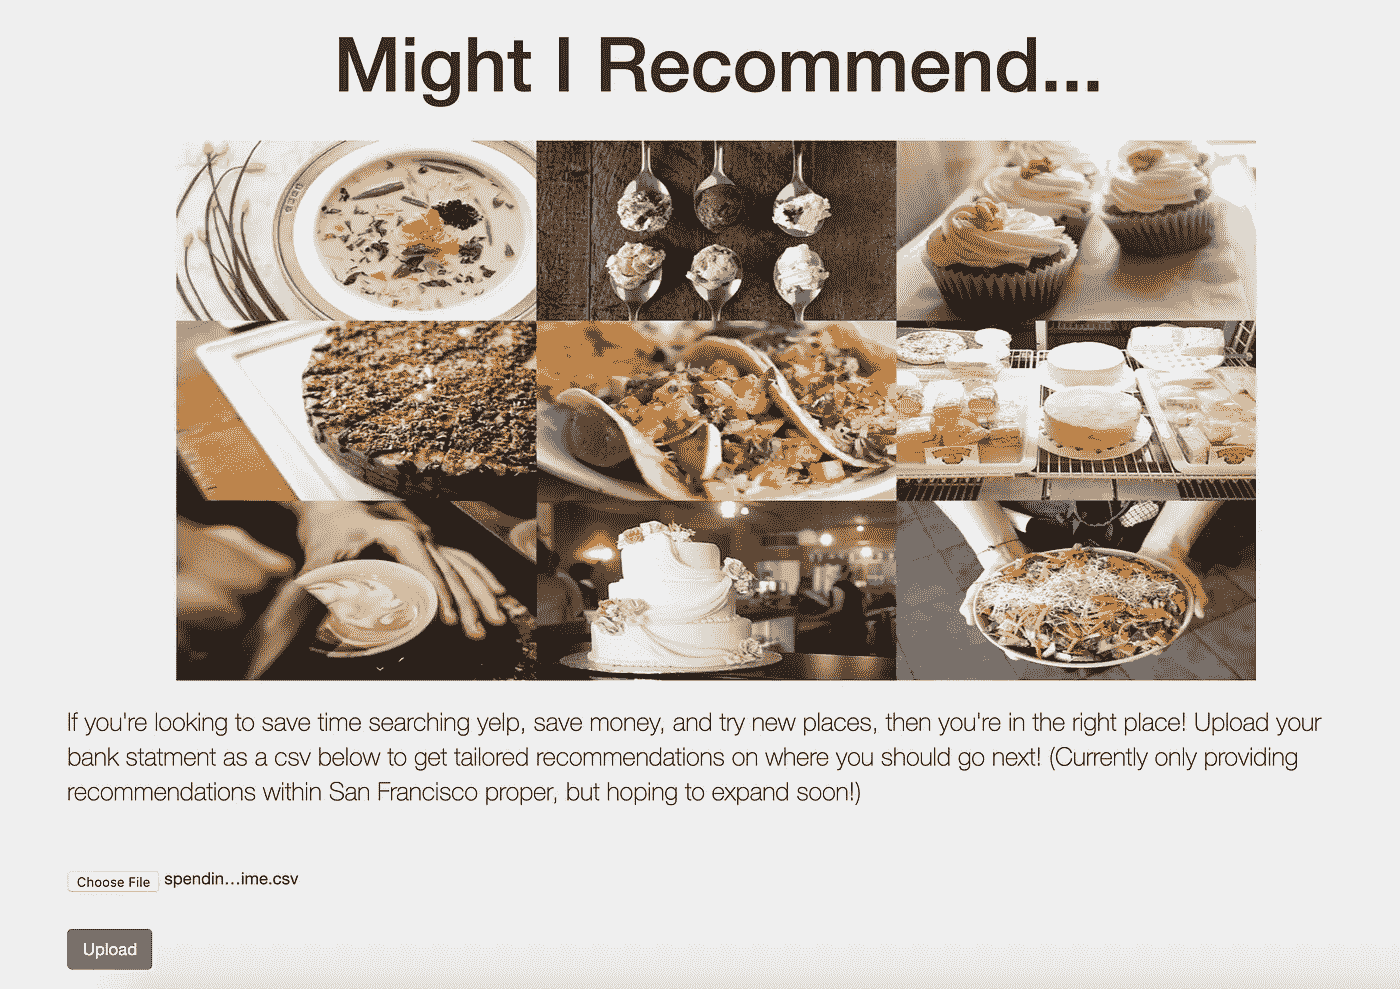 Might I Recommend...
If you're looking to save time searching yelp, save money, and try new places, then you're in the right place! Upload your
bank statment as a csv below to get tailored recommendations on where you should go next! (Currently only providing
recommendations within San Francisco proper, but hoping to expand soon!)
Choose File spendin...ime.csv
Upload